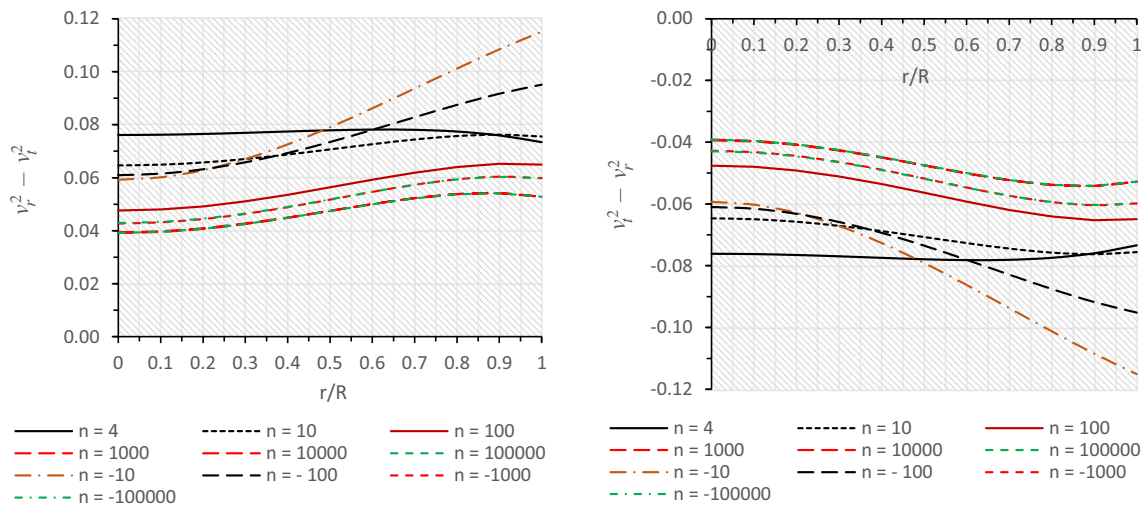 0.12
0.10
0.08
0.06
0.04
0.02
0.00
v_r^2 − v_t^2
0 0.1 0.2 0.3 0.4 0.5 0.6 0.7 0.8 0.9 1
r/R
n = 4 n = 10 n = 100
n = 1000 n = 10000 n = 100000
n = -10 n = - 100 n = -1000
n = -100000
0.00
0 0.1 0.2 0.3 0.4 0.5 0.6 0.7 0.8 0.9 1
r/R
-0.02
-0.04
-0.06
-0.08
-0.10
-0.12
v_t^2 − v_r^2
n = 4 n = 10 n = 100
n = 1000 n = 10000 n = 100000
n = -10 n = - 100 n = -1000
n = -100000